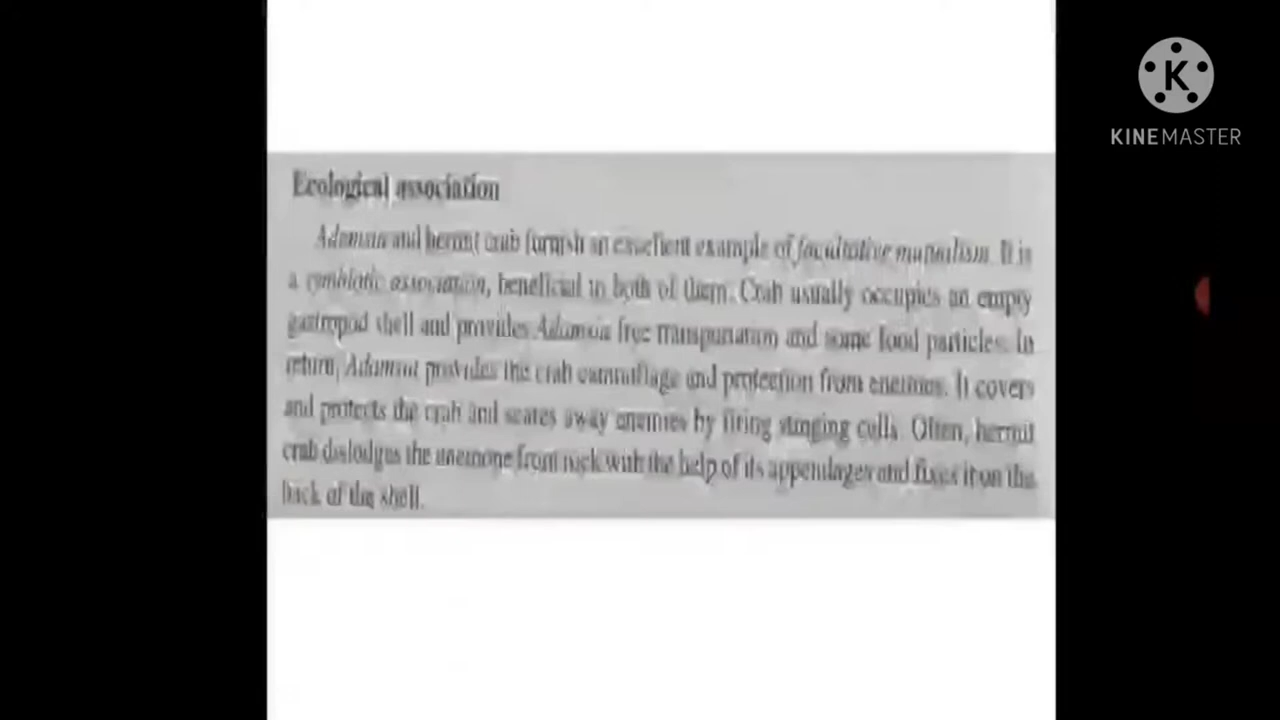 Ecological association
Adamsia and hermit crab furnish an excellent example of facultative mutualism. It is
a symbiotic association, beneficial to both of them. Crab usually occupies an empty
gastropod shell and provides Adamsia free transportation and some food particles. In
return, Adamsia provides the crab camouflage and protection from enemies. It covers
and protects the crab and scares away enemies by firing stinging cells. Often, hermit
crab dislodges the anemone from rock with the help of its appendages and fixes it on the
back of the shell.
K
KINEMASTER